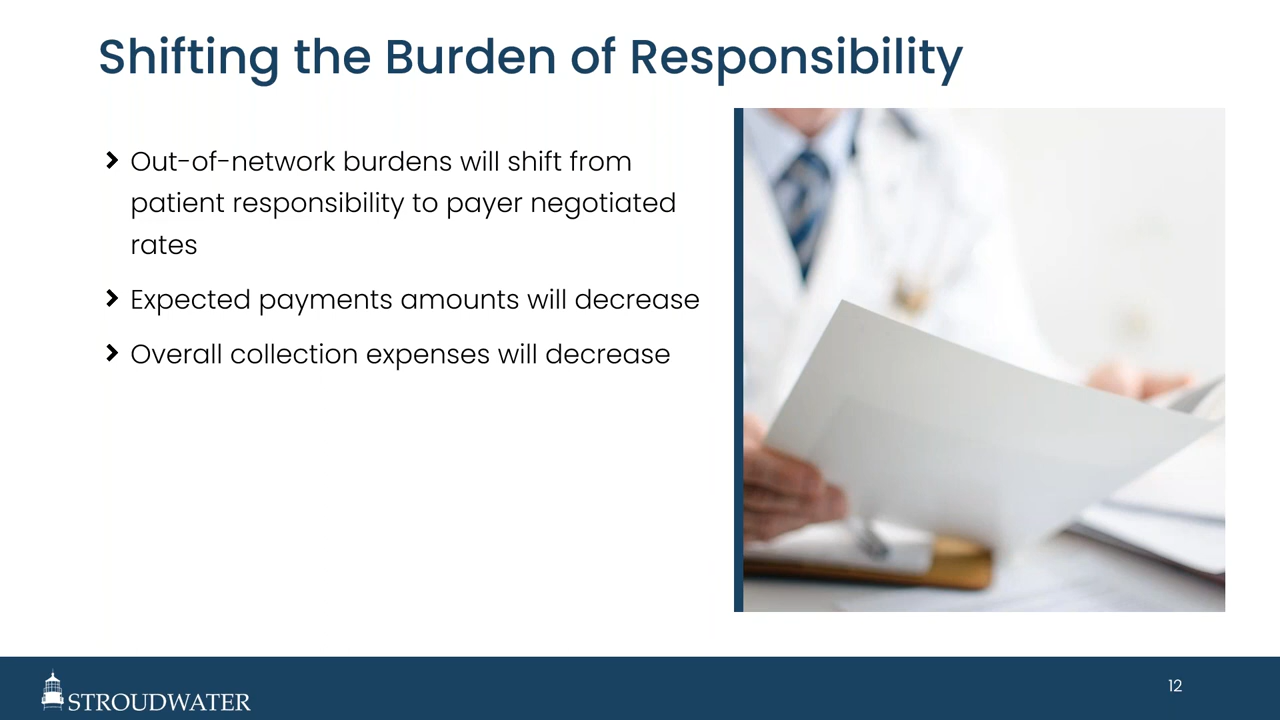 Shifting the Burden of Responsibility
Out-of-network burdens will shift from
patient responsibility to payer negotiated
rates
Expected payments amounts will decrease
Overall collection expenses will decrease
STROUDWATER
12